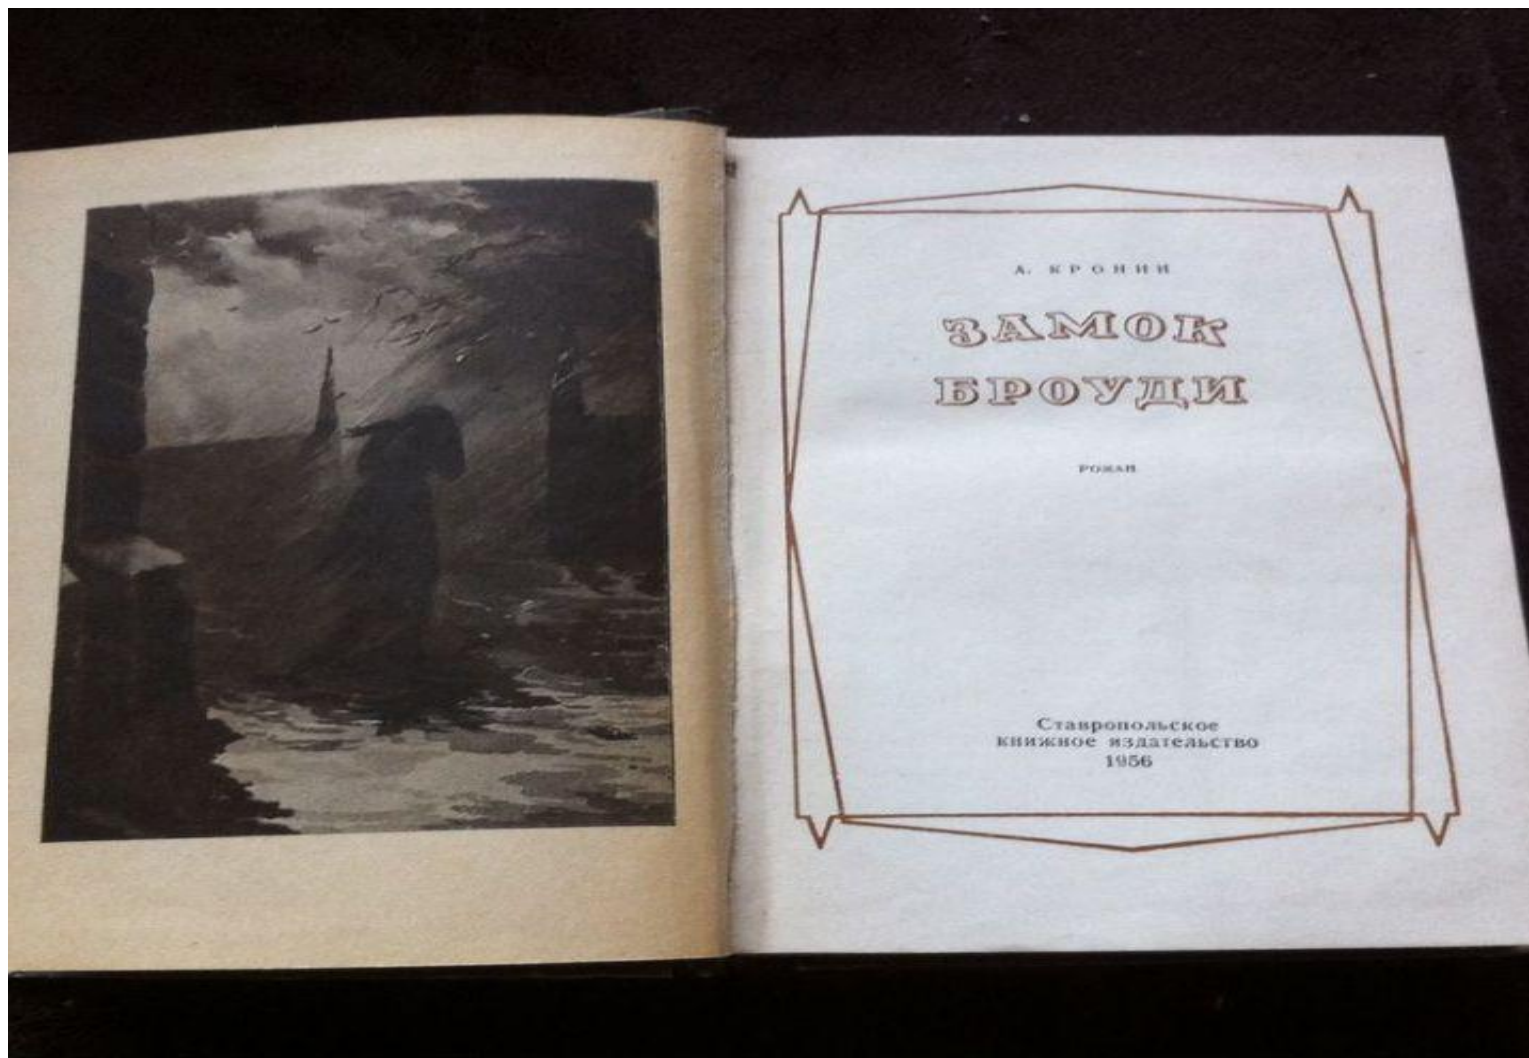 А. КРОНИН
ЗАМОК
БРОУДИ
РОМАН
Ставропольское
книжное издательство
1956